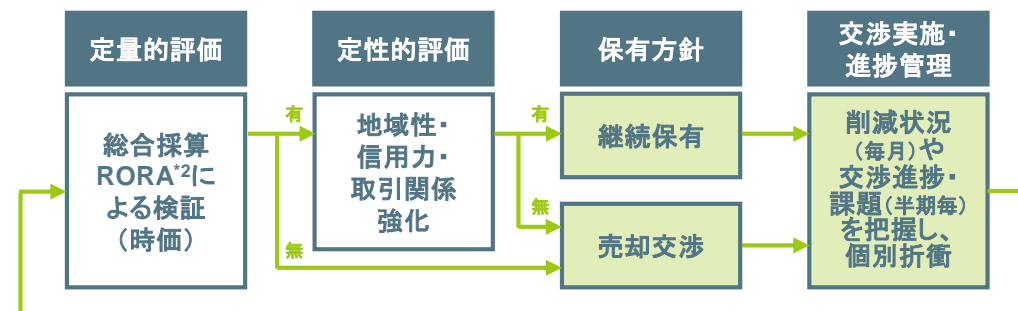 定量的評価
総合採算
RORA*2に
よる検証
（時価）
有
無
定性的評価
地域性・
信用力・
取引関係
強化
有
無
保有方針
継続保有
売却交渉
交渉実施・
進捗管理
削減状況
（毎月）や
交渉進捗・
課題（半期毎）
を把握し、
個別折衝